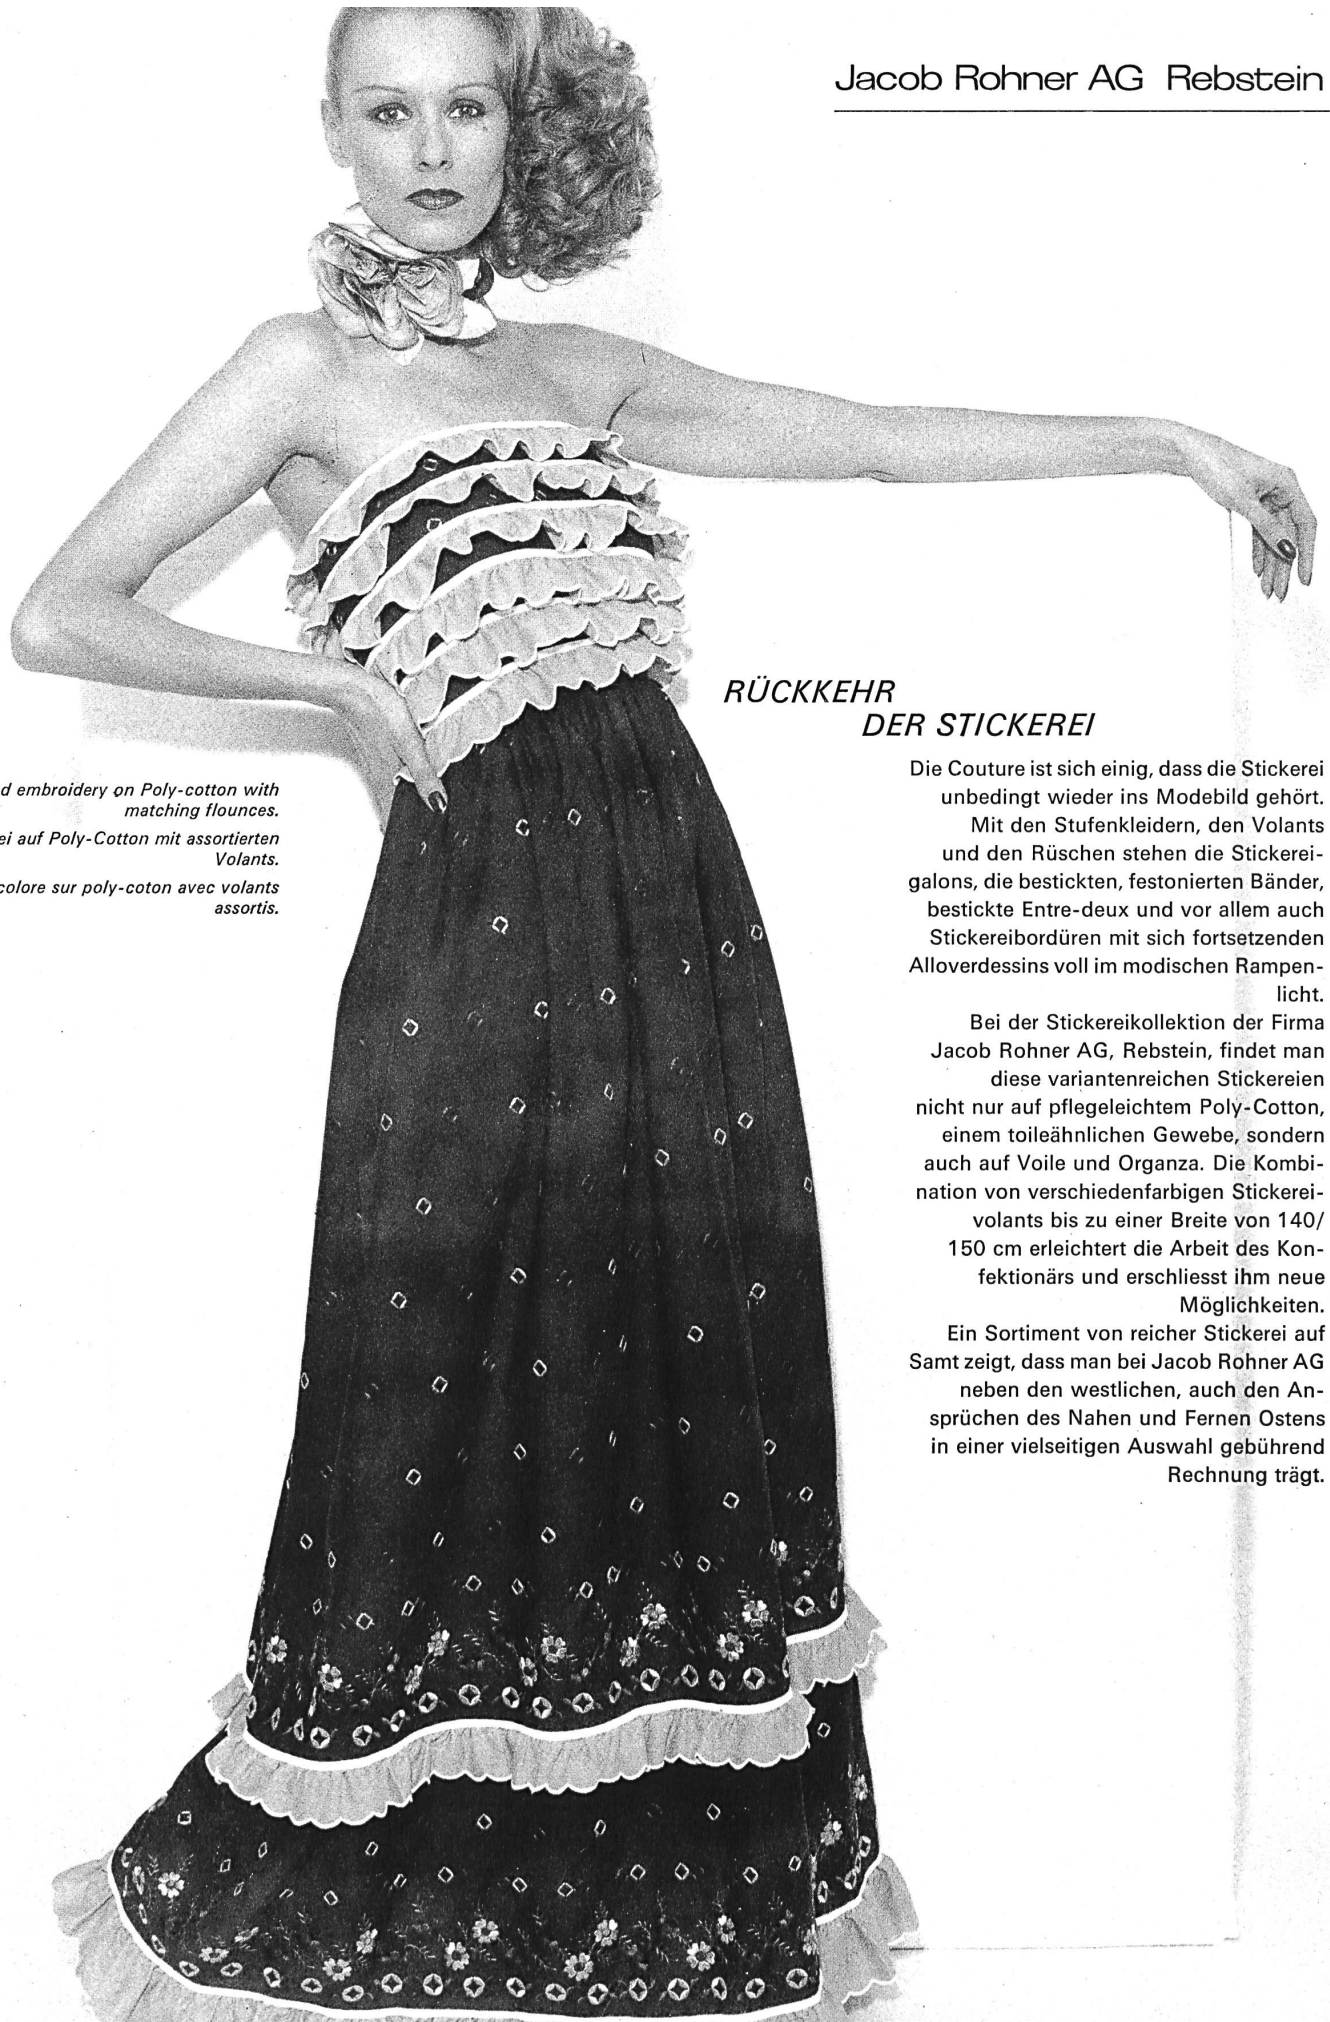 Jacob Rohner AG Rebstein
RÜCKKEHR
DER STICKEREI
Die Couture ist sich einig, dass die Stickerei
unbedingt wieder ins Modebild gehört.
Mit den Stufenkleidern, den Volants
und den Rüschen stehen die Stickerei-
galons, die bestickten, festonierten Bänder,
bestickte Entre-deux und vor allem auch
Stickereibordüren mit sich fortsetzenden
Alloverdessins voll im modischen Rampen-
licht.
Bei der Stickereikollektion der Firma
Jacob Rohner AG, Rebstein, findet man
diese variantenreichen Stickereien
nicht nur auf pflegeleichtem Poly-Cotton,
einem toileähnlichen Gewebe, sondern
auch auf Voile und Organza. Die Kombi-
nation von verschiedenfarbigen Stickerei-
volants bis zu einer Breite von 140/
150 cm erleichtert die Arbeit des Kon-
fektionärs und erschliesst ihm neue
Möglichkeiten.
Ein Sortiment von reicher Stickerei auf
Samt zeigt, dass man bei Jacob Rohner AG
neben den westlichen, auch den An-
sprüchen des Nahen und Fernen Ostens
in einer vielseitigen Auswahl gebührend
Rechnung trägt.
embroidery on Poly-cotton with
matching flounces.
auf Poly-Cotton mit assortierten
Volants.
sur poly-coton avec volants
assortis.